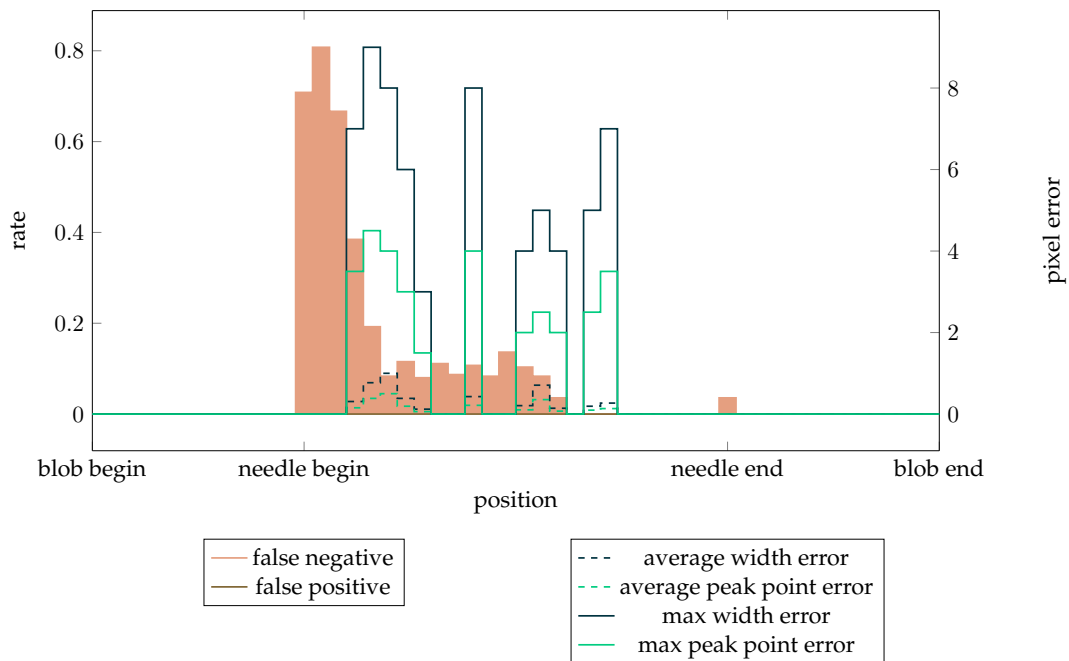 0.8
0.6
0.4
0.2
0
rate
8
6
4
2
0
pixel error
blob begin
needle begin
needle end
blob end
position
false negative
false positive
average width error
average peak point error
max width error
max peak point error